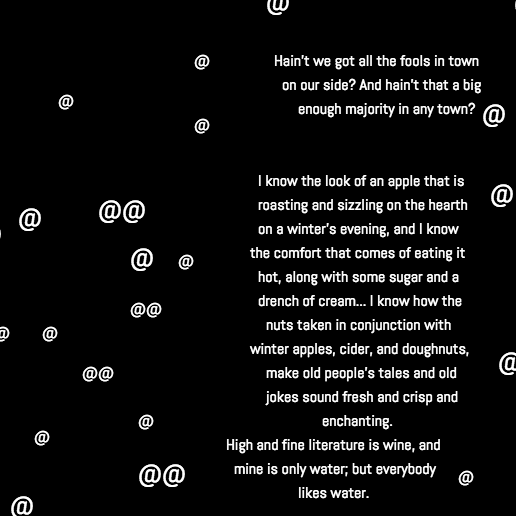 @
@
Hain't we got all the fools in town
on our side? And hain't that a big
enough majority in any town?
@
@
@
I know the look of an apple that is
roasting and sizzling on the hearth
on a winter's evening, and I know
the comfort that comes of eating it
hot, along with some sugar and a
drench of cream... I know how the
nuts taken in conjunction with
winter apples, cider, and doughnuts,
make old people's tales and old
jokes sound fresh and crisp and
enchanting.
High and fine literature is wine, and
mine is only water; but everybody
likes water.
@
@@
@
@
@
@@
@
@
@
@@
@
@
@@
@
@